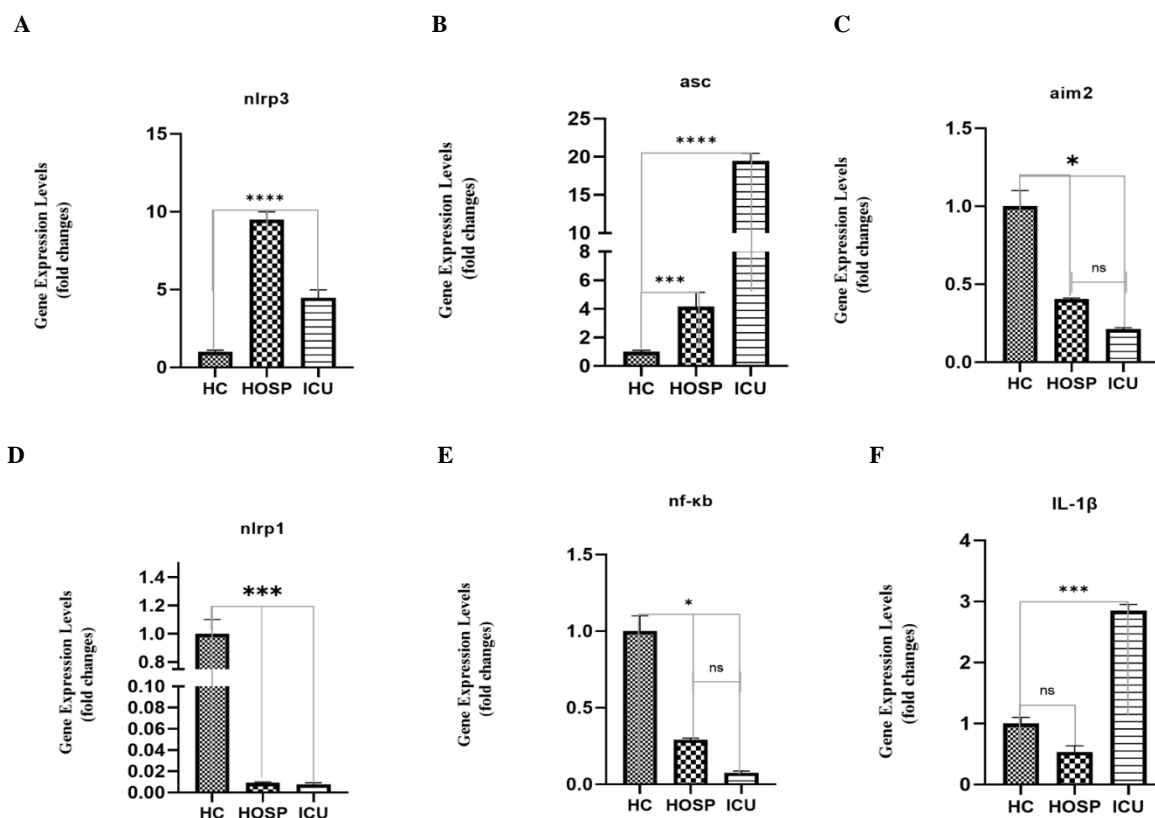 A
nlrp3
Gene Expression Levels
(fold changes)
15
10
5
0
****
HC HOSP ICU
B
asc
Gene Expression Levels
(fold changes)
25
20
15
10
8
6
4
2
0
****
***
HC HOSP ICU
C
aim2
Gene Expression Levels
(fold changes)
1.5
1.0
0.5
0.0
*
ns
HC HOSP ICU
D
nlrp1
Gene Expression Levels
(fold changes)
1.4
1.2
1.0
0.8
0.10
0.08
0.06
0.04
0.02
0.00
***
HC HOSP ICU
E
nf-κb
Gene Expression Levels
(fold changes)
1.5
1.0
0.5
0.0
*
ns
HC HOSP ICU
F
IL-1β
Gene Expression Levels
(fold changes)
4
3
2
1
0
***
ns
HC HOSP ICU